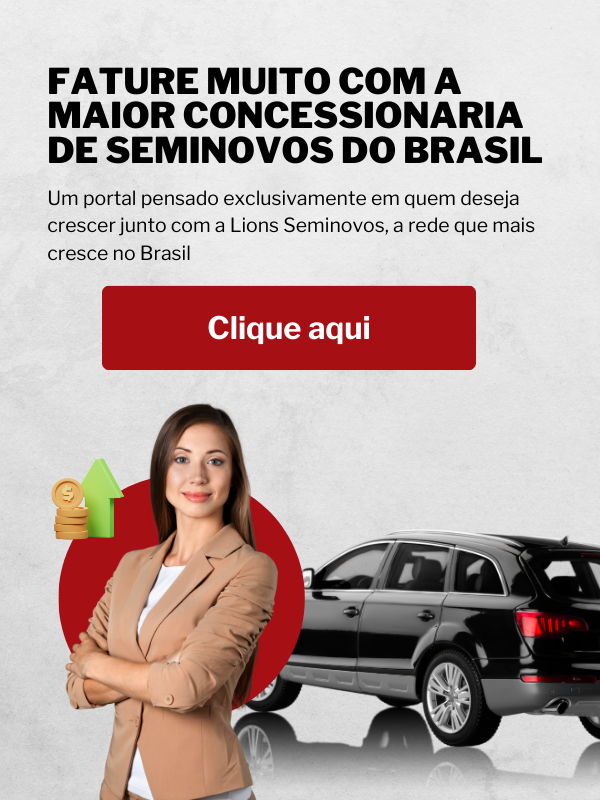 FATURE MUITO COM A
MAIOR CONCESSIONARIA
DE SEMINOVOS DO BRASIL
Um portal pensado exclusivamente em quem deseja
crescer junto com a Lions Seminovos, a rede que mais
cresce no Brasil
Clique aqui
$